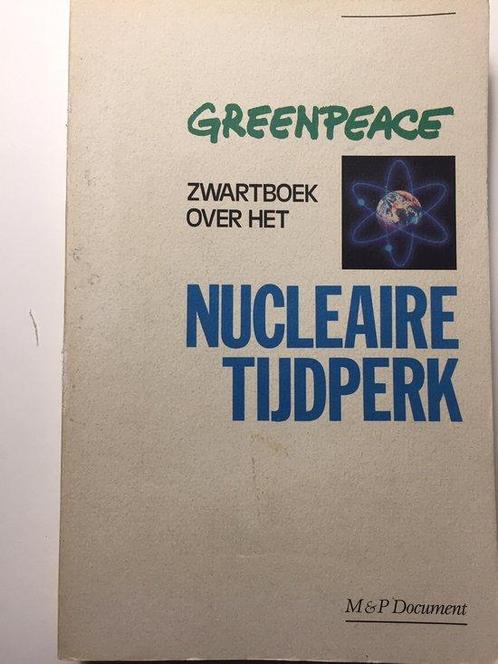 GREENPEACE
ZWARTBOEK
OVER HET
NUCLEAIRE
TIJDPERK
M&P Document